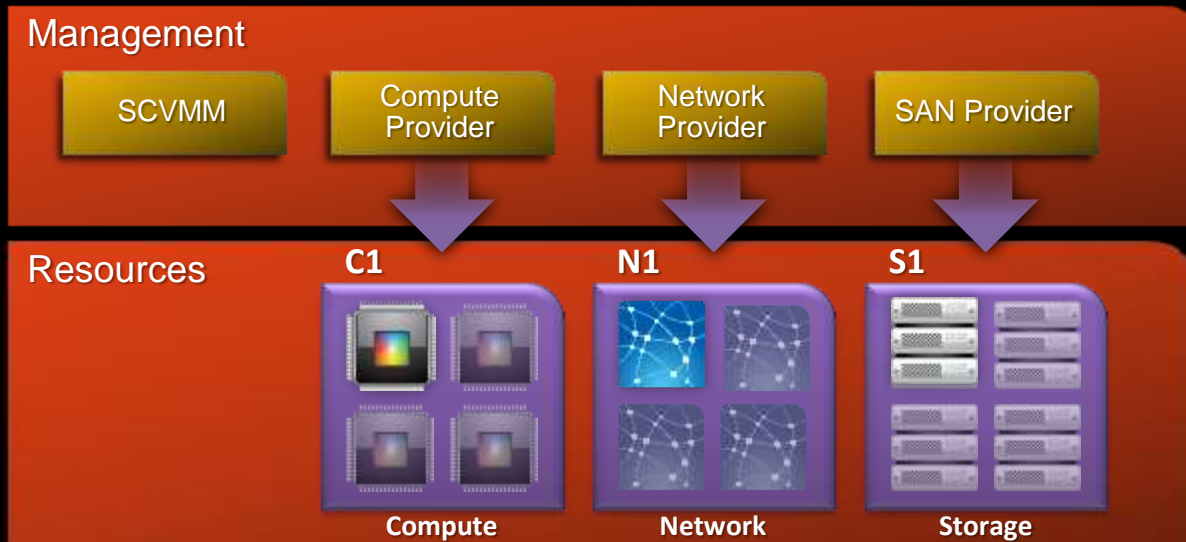 Management
SCVMM
Compute
Provider
Network
Provider
SAN Provider
Resources
C1
N1
S1
Compute
Network
Storage